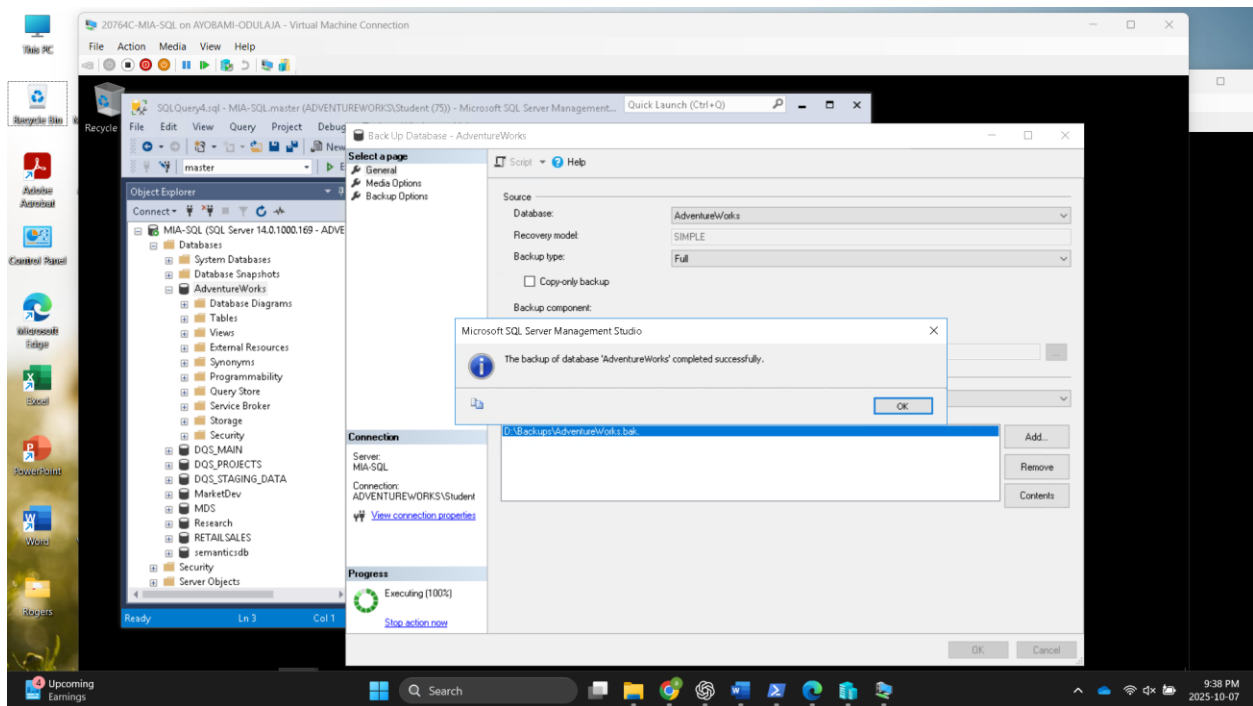 This PC
Recycle Bin
Adobe
Acrobat
Control Panel
Microsoft
Edge
Excel
PowerPoint
Word
Rogers
20764C-MIA-SQL on AYOBAMI-ODULAJA - Virtual Machine Connection
File Action Media View Help
Recycle
SQLQuery4.sql - MIA-SQL.master (ADVENTUREWORKS\Student (75)) - Microsoft SQL Server Management...
Quick Launch (Ctrl+Q)
File Edit View Query Project Debug
New
master
E
Object Explorer
Connect
MIA-SQL (SQL Server 14.0.1000.169 - ADVE
Databases
System Databases
Database Snapshots
AdventureWorks
Database Diagrams
Tables
Views
External Resources
Synonyms
Programmability
Query Store
Service Broker
Storage
Security
DQS_MAIN
DQS_PROJECTS
DQS_STAGING_DATA
MarketDev
MDS
Research
RETAILSALES
semanticsdb
Security
Server Objects
Ready Ln 3 Col 1
Back Up Database - AdventureWorks
Select a page
General
Media Options
Backup Options
Script Help
Source
Database: AdventureWorks
Recovery model: SIMPLE
Backup type: Full
Copy-only backup
Backup component:
Microsoft SQL Server Management Studio
The backup of database 'AdventureWorks' completed successfully.
OK
...
D:\Backups\AdventureWorks.bak
Add...
Remove
Contents
Connection
Server:
MIA-SQL
Connection:
ADVENTUREWORKS\Student
View connection properties
Progress
Executing (100%)
Stop action now
OK Cancel
4
Upcoming
Earnings
Search
9:38 PM
2025-10-07